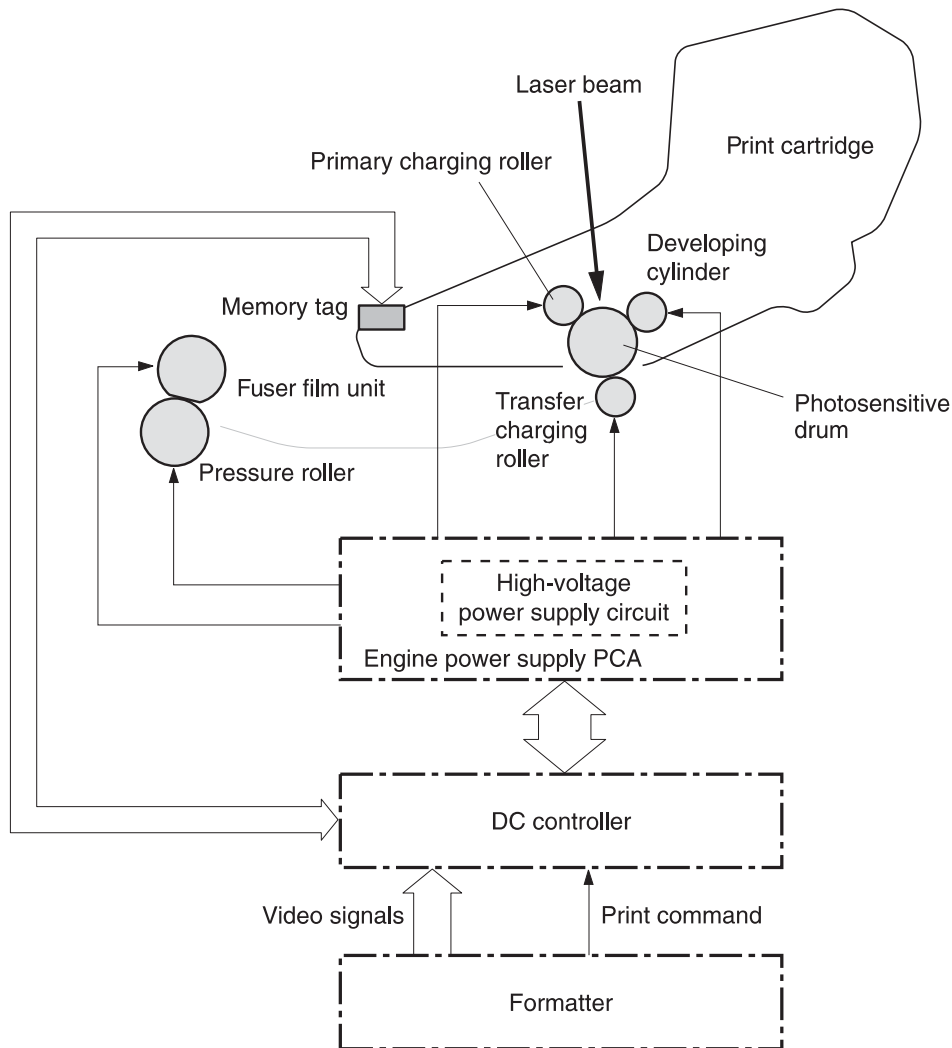 Laser beam
Primary charging roller
Print cartridge
Developing
cylinder
Memory tag
Fuser film unit
Transfer
charging
roller
Photosensitive
drum
Pressure roller
High-voltage
power supply circuit
Engine power supply PCA
DC controller
Video signals
Print command
Formatter